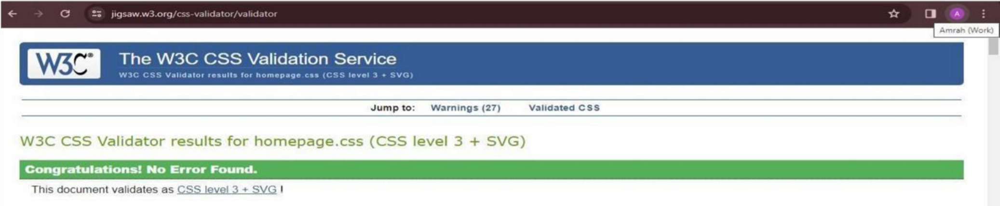 jigsaw.w3.org/css-validator/validator
A
Amrah (Work)
W3C®
The W3C CSS Validation Service
W3C CSS Validator results for homepage.css (CSS level 3 + SVG)
Jump to: Warnings (27) Validated CSS
W3C CSS Validator results for homepage.css (CSS level 3 + SVG)
Congratulations! No Error Found.
This document validates as CSS level 3 + SVG !